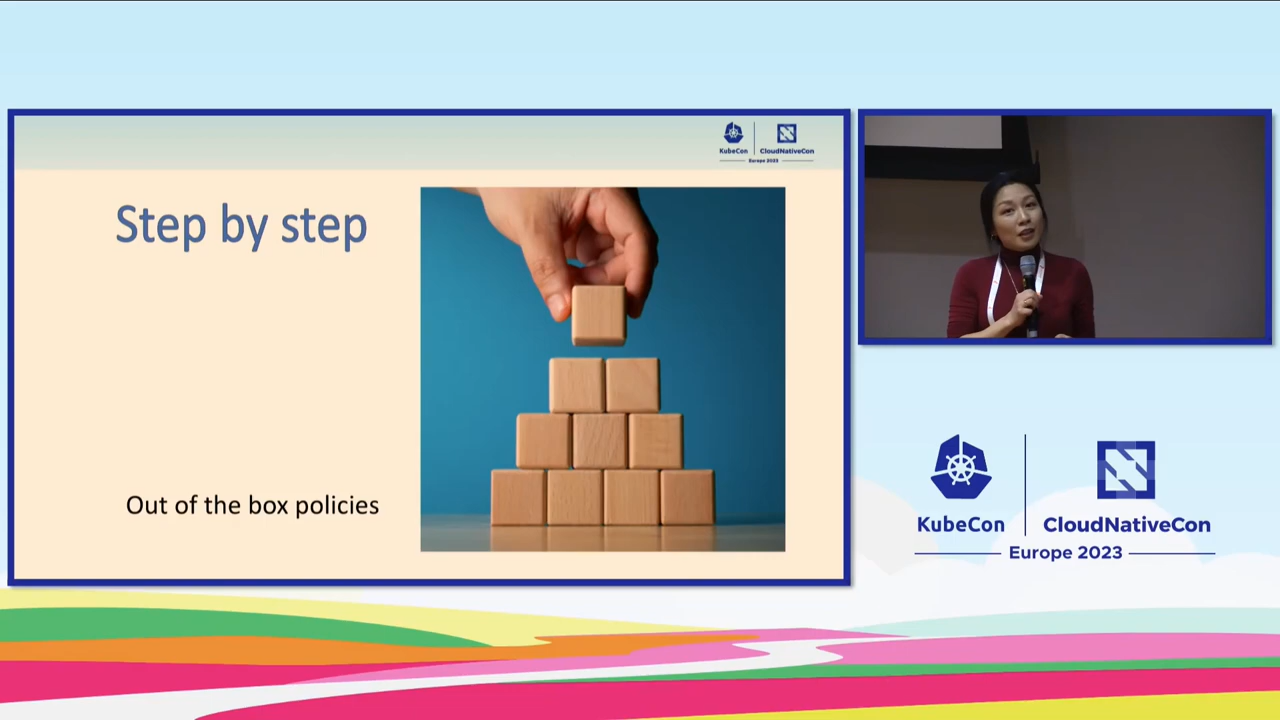 KubeCon
CloudNativeCon
Europe 2023
Step by step
Out of the box policies
KubeCon
CloudNativeCon
Europe 2023